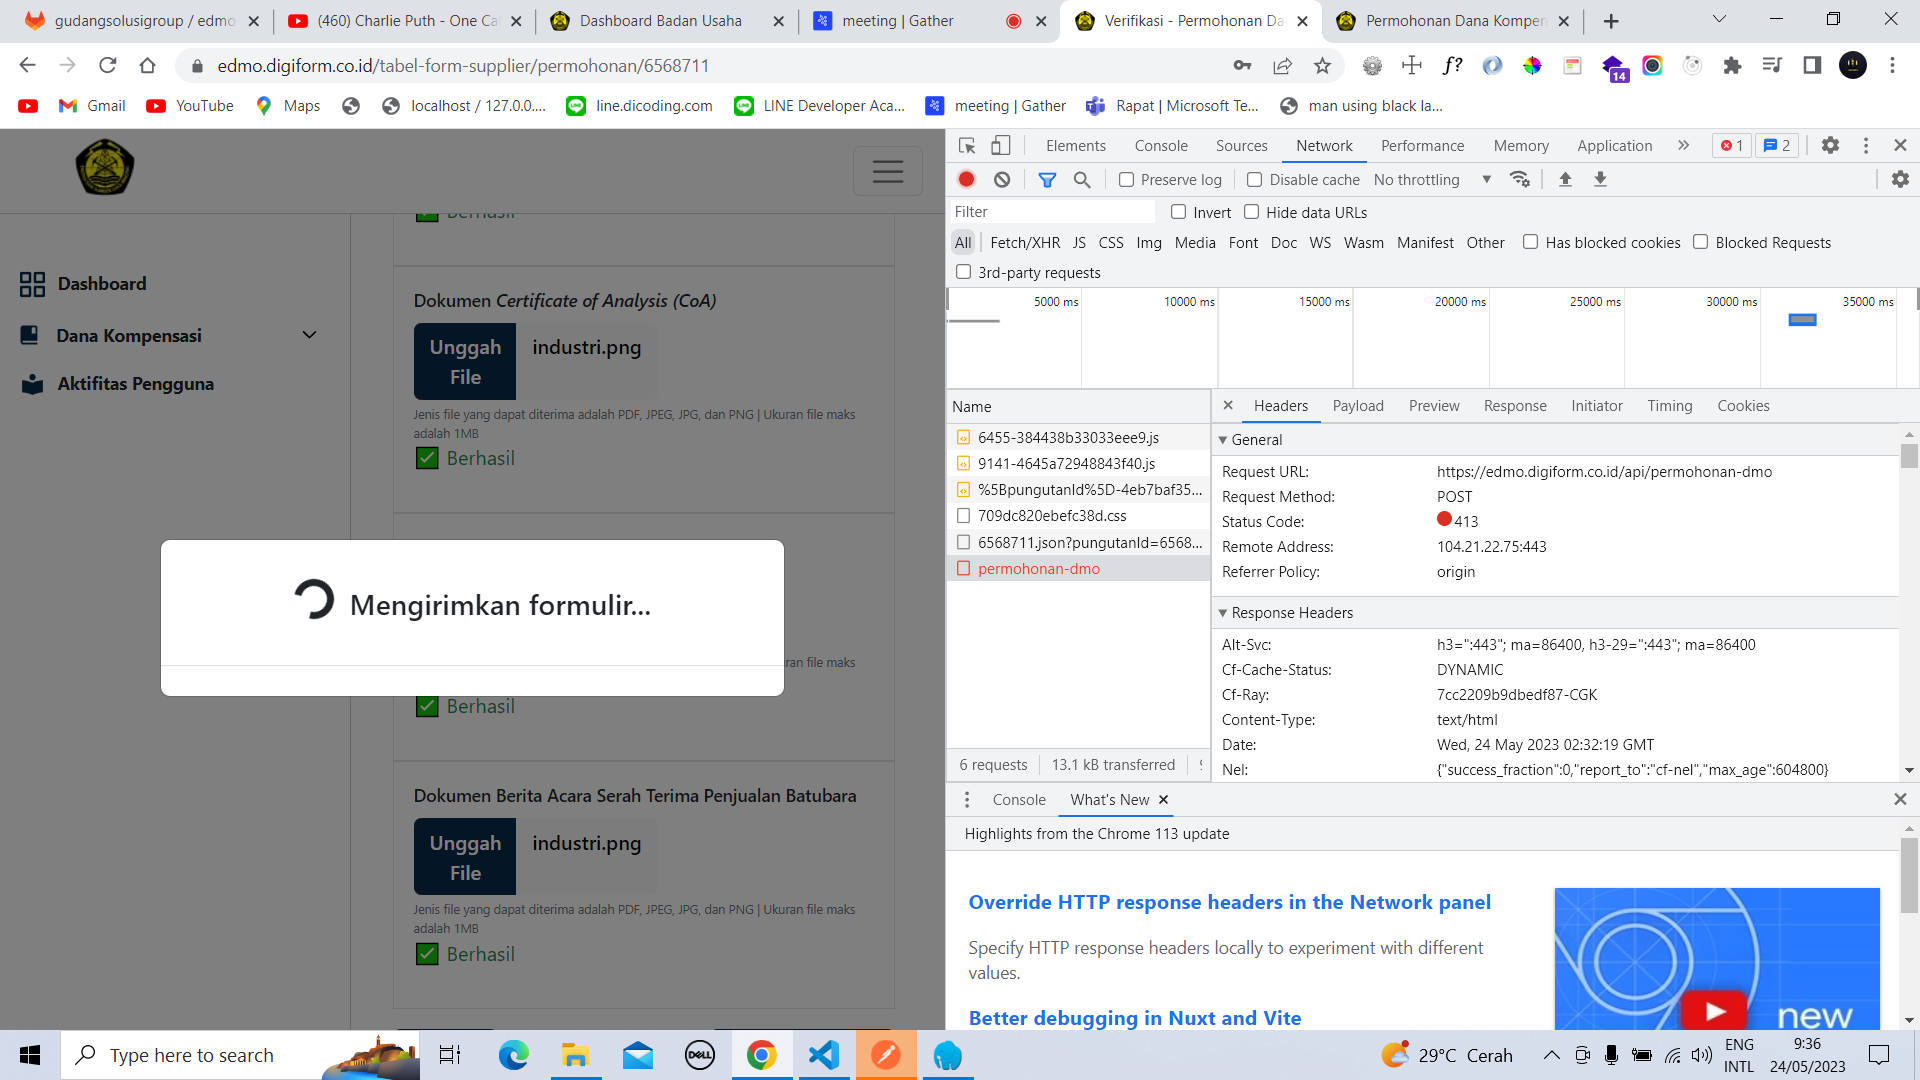 gudangsolusigroup / edmo
(460) Charlie Puth - One Ca
Dashboard Badan Usaha
meeting | Gather
Verifikasi - Permohonan Da
Permohonan Dana Kompen
edmo.digiform.co.id/tabel-form-supplier/permohonan/6568711
f?
14
Gmail
YouTube
Maps
localhost / 127.0.0....
line.dicoding.com
LINE Developer Aca...
meeting | Gather
Rapat | Microsoft Te...
man using black la...
Dashboard
Dana Kompensasi
Aktifitas Pengguna
Berhasil
Dokumen Certificate of Analysis (CoA)
Unggah
File
industri.png
Jenis file yang dapat diterima adalah PDF, JPEG, JPG, dan PNG | Ukuran file maks
adalah 1MB
Berhasil
Mengirimkan formulir...
ran file maks
Berhasil
Dokumen Berita Acara Serah Terima Penjualan Batubara
Unggah
File
industri.png
Jenis file yang dapat diterima adalah PDF, JPEG, JPG, dan PNG | Ukuran file maks
adalah 1MB
Berhasil
Elements
Console
Sources
Network
Performance
Memory
Application
1
2
Preserve log
Disable cache
No throttling
Filter
Invert
Hide data URLs
All
Fetch/XHR
JS
CSS
Img
Media
Font
Doc
WS
Wasm
Manifest
Other
Has blocked cookies
Blocked Requests
3rd-party requests
5000 ms
10000 ms
15000 ms
20000 ms
25000 ms
30000 ms
35000 ms
Name
6455-384438b33033eee9.js
9141-4645a72948843f40.js
%5BpungutanId%5D-4eb7baf35...
709dc820ebefc38d.css
6568711.json?pungutanId=6568...
permohonan-dmo
6 requests
13.1 kB transferred
Headers
Payload
Preview
Response
Initiator
Timing
Cookies
General
Request URL: https://edmo.digiform.co.id/api/permohonan-dmo
Request Method: POST
Status Code: 413
Remote Address: 104.21.22.75:443
Referrer Policy: origin
Response Headers
Alt-Svc: h3=":443"; ma=86400, h3-29=":443"; ma=86400
Cf-Cache-Status: DYNAMIC
Cf-Ray: 7cc2209b9dbedf87-CGK
Content-Type: text/html
Date: Wed, 24 May 2023 02:32:19 GMT
Nel: {"success_fraction":0,"report_to":"cf-nel","max_age":604800}
Console
What's New
Highlights from the Chrome 113 update
Override HTTP response headers in the Network panel
Specify HTTP response headers locally to experiment with different
values.
Better debugging in Nuxt and Vite
new
Type here to search
DELL
29°C Cerah
ENG
INTL
9:36
24/05/2023